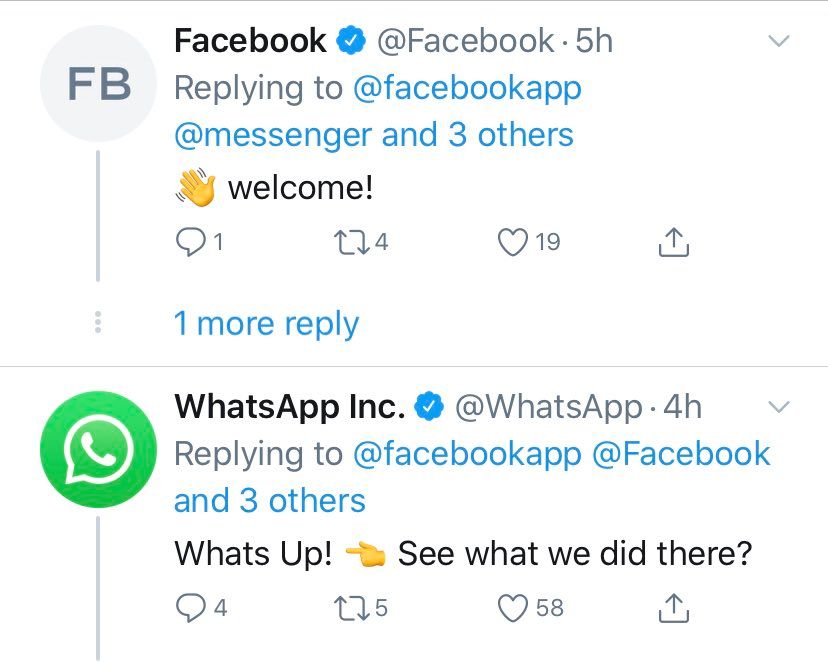 FB
Facebook @Facebook · 5h
Replying to @facebookapp
@messenger and 3 others
👋 welcome!
1 4 19
1 more reply
WhatsApp Inc. @WhatsApp · 4h
Replying to @facebookapp @Facebook
and 3 others
Whats Up! 👈 See what we did there?
4 5 58